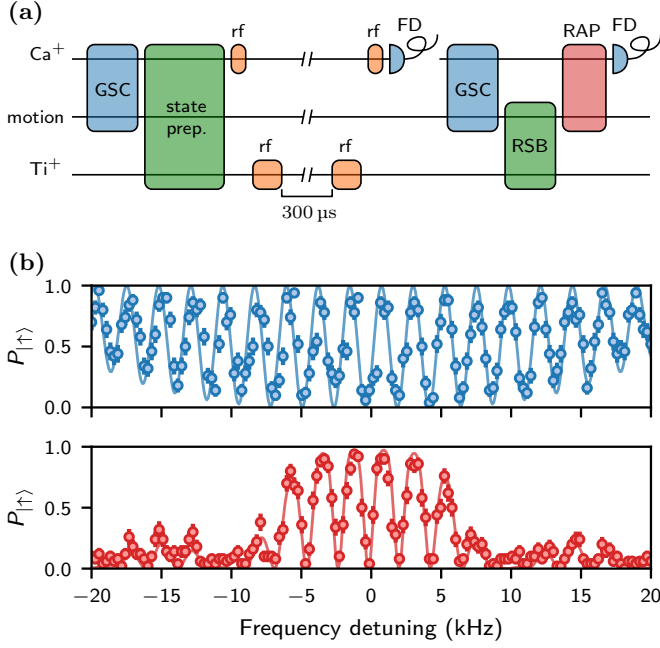 (a)
rf
rf
FD
RAP
FD
Ca⁺
GSC
state
prep.
GSC
motion
rf
rf
RSB
Ti⁺
300 µs
(b)
1.0
0.5
0.0
P|↑⟩
1.0
0.5
0.0
P|↑⟩
−20 −15 −10 −5 0 5 10 15 20
Frequency detuning (kHz)